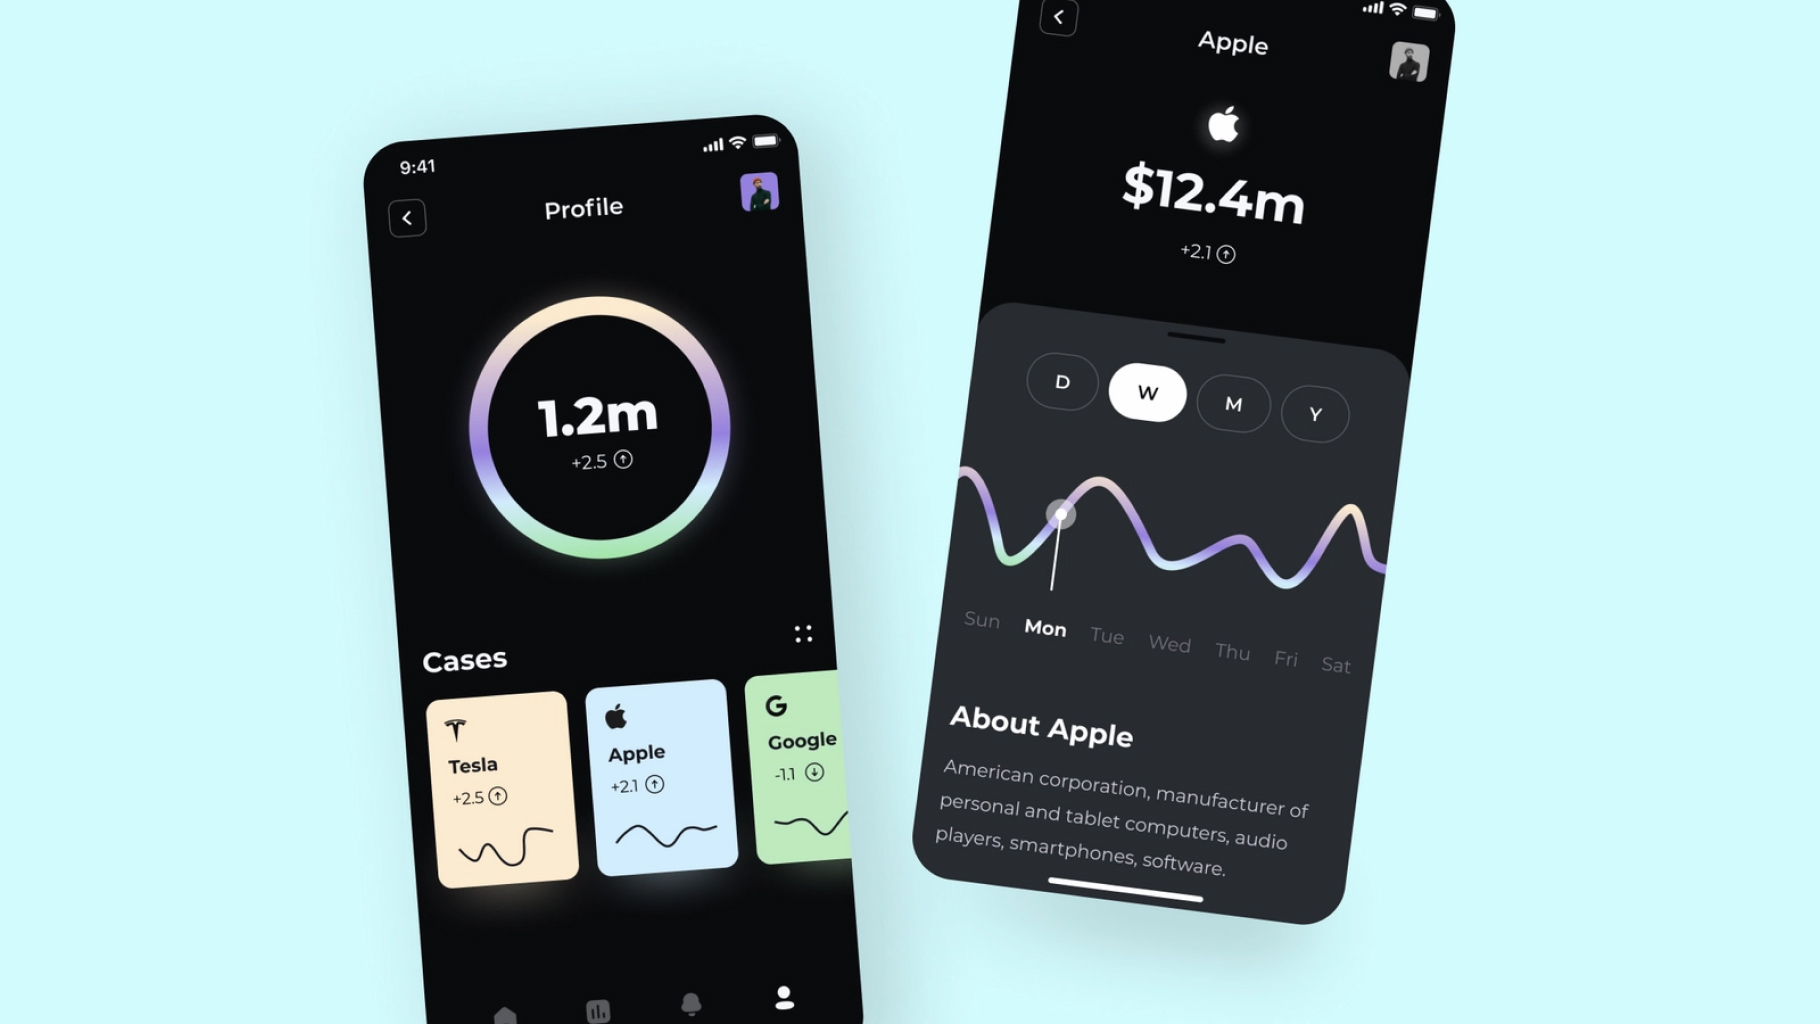 9:41
Profile
1.2m
+2.5
Cases
Tesla
+2.5
Apple
+2.1
Google
-1.1
Apple
$12.4m
+2.1
D W M Y
Sun Mon Tue Wed Thu Fri Sat
About Apple
American corporation, manufacturer of
personal and tablet computers, audio
players, smartphones, software.